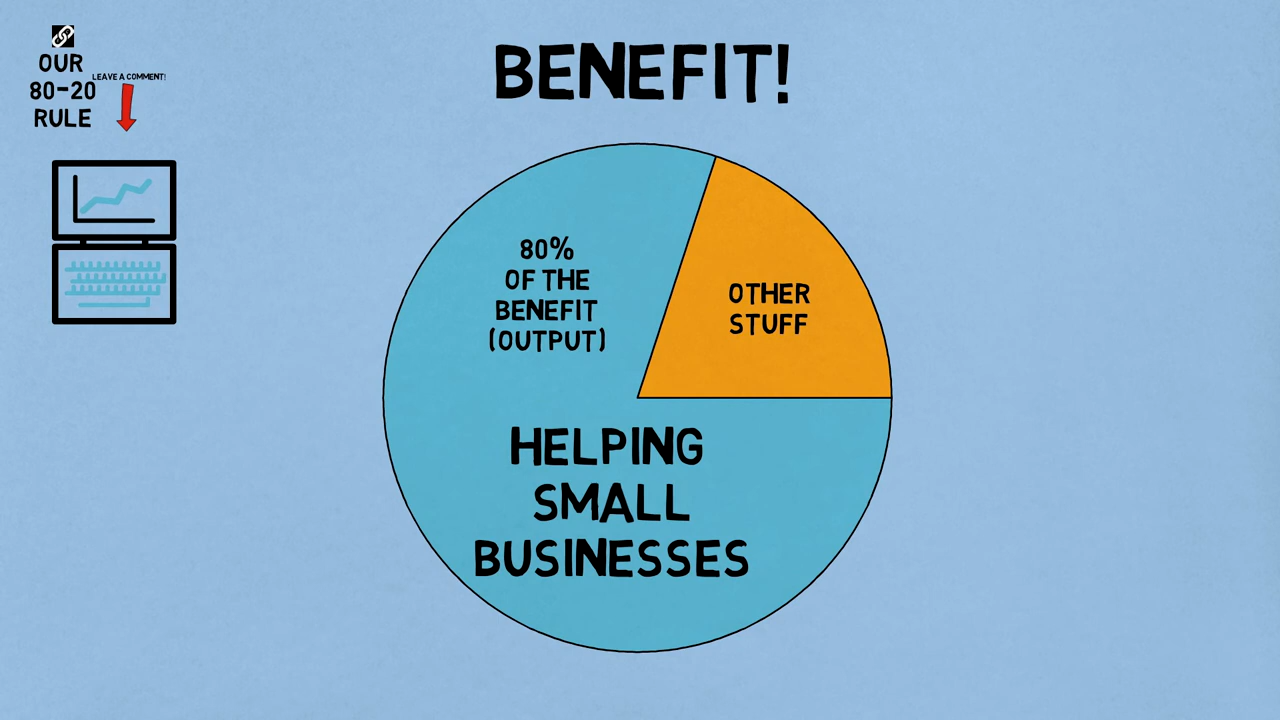 OUR
80-20
RULE
LEAVE A COMMENT!
BENEFIT!
80%
OF THE
BENEFIT
(OUTPUT)
OTHER
STUFF
HELPING
SMALL
BUSINESSES